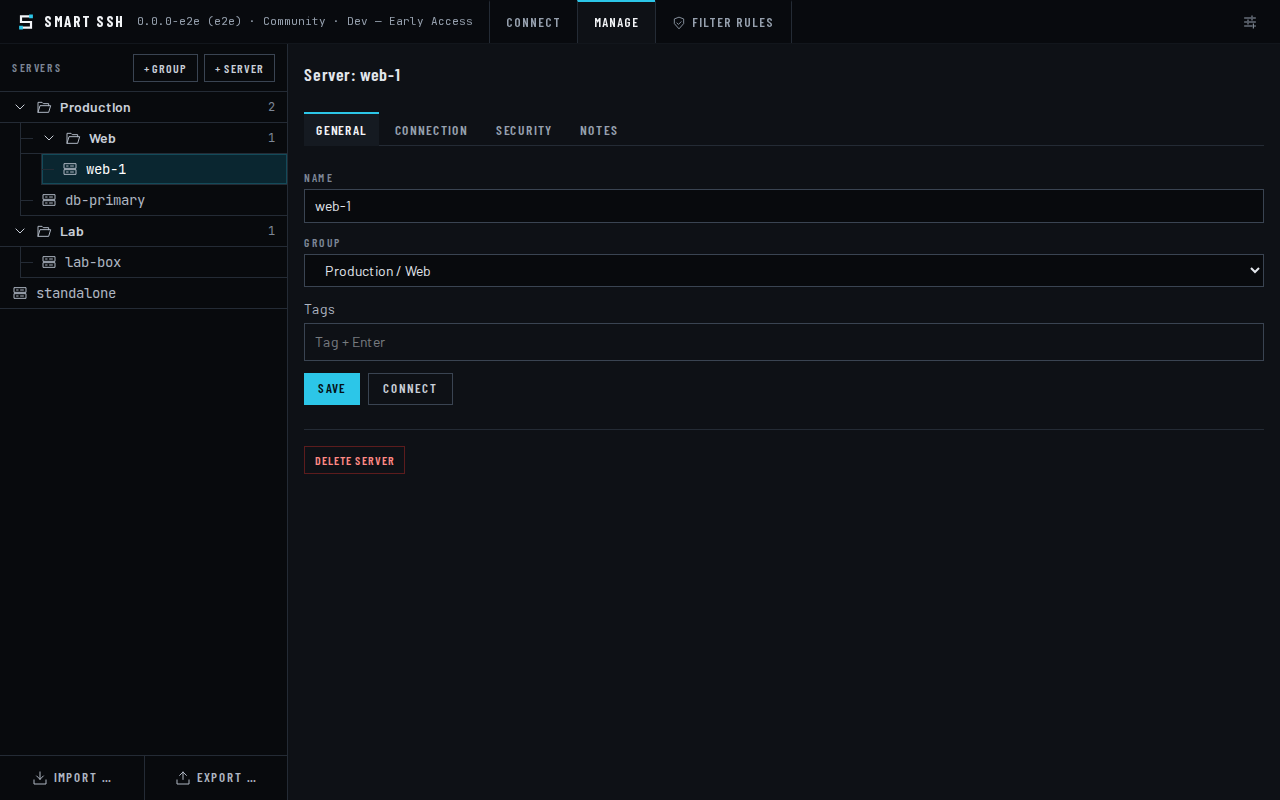 SMART SSH 0.0.0-e2e (e2e) · Community · Dev — Early Access CONNECT MANAGE FILTER RULES
SERVERS + GROUP + SERVER
Production 2
Web 1
web-1
db-primary
Lab 1
lab-box
standalone
IMPORT ... EXPORT ...
Server: web-1
GENERAL CONNECTION SECURITY NOTES
NAME
web-1
GROUP
Production / Web
Tags
Tag + Enter
SAVE CONNECT
DELETE SERVER